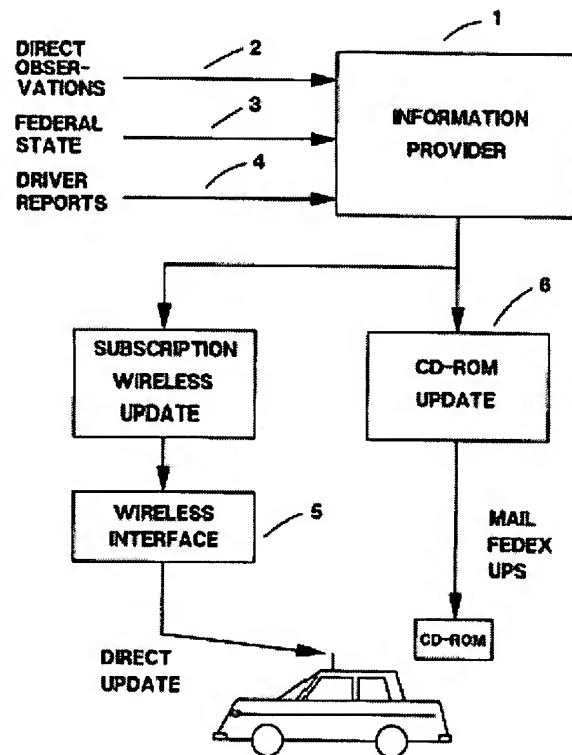 1
DIRECT
OBSER-
VATIONS
2
FEDERAL
STATE
3
DRIVER
REPORTS
4
INFORMATION
PROVIDER
6
SUBSCRIPTION
WIRELESS
UPDATE
CD-ROM
UPDATE
WIRELESS
INTERFACE
5
MAIL
FEDEX
UPS
CD-ROM
DIRECT
UPDATE